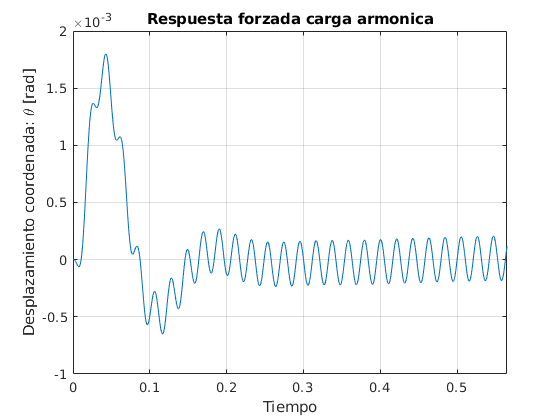 Respuesta forzada carga armonica
×10⁻³
2
1.5
1
0.5
0
-0.5
-1
Desplazamiento coordenada: θ [rad]
0 0.1 0.2 0.3 0.4 0.5
Tiempo